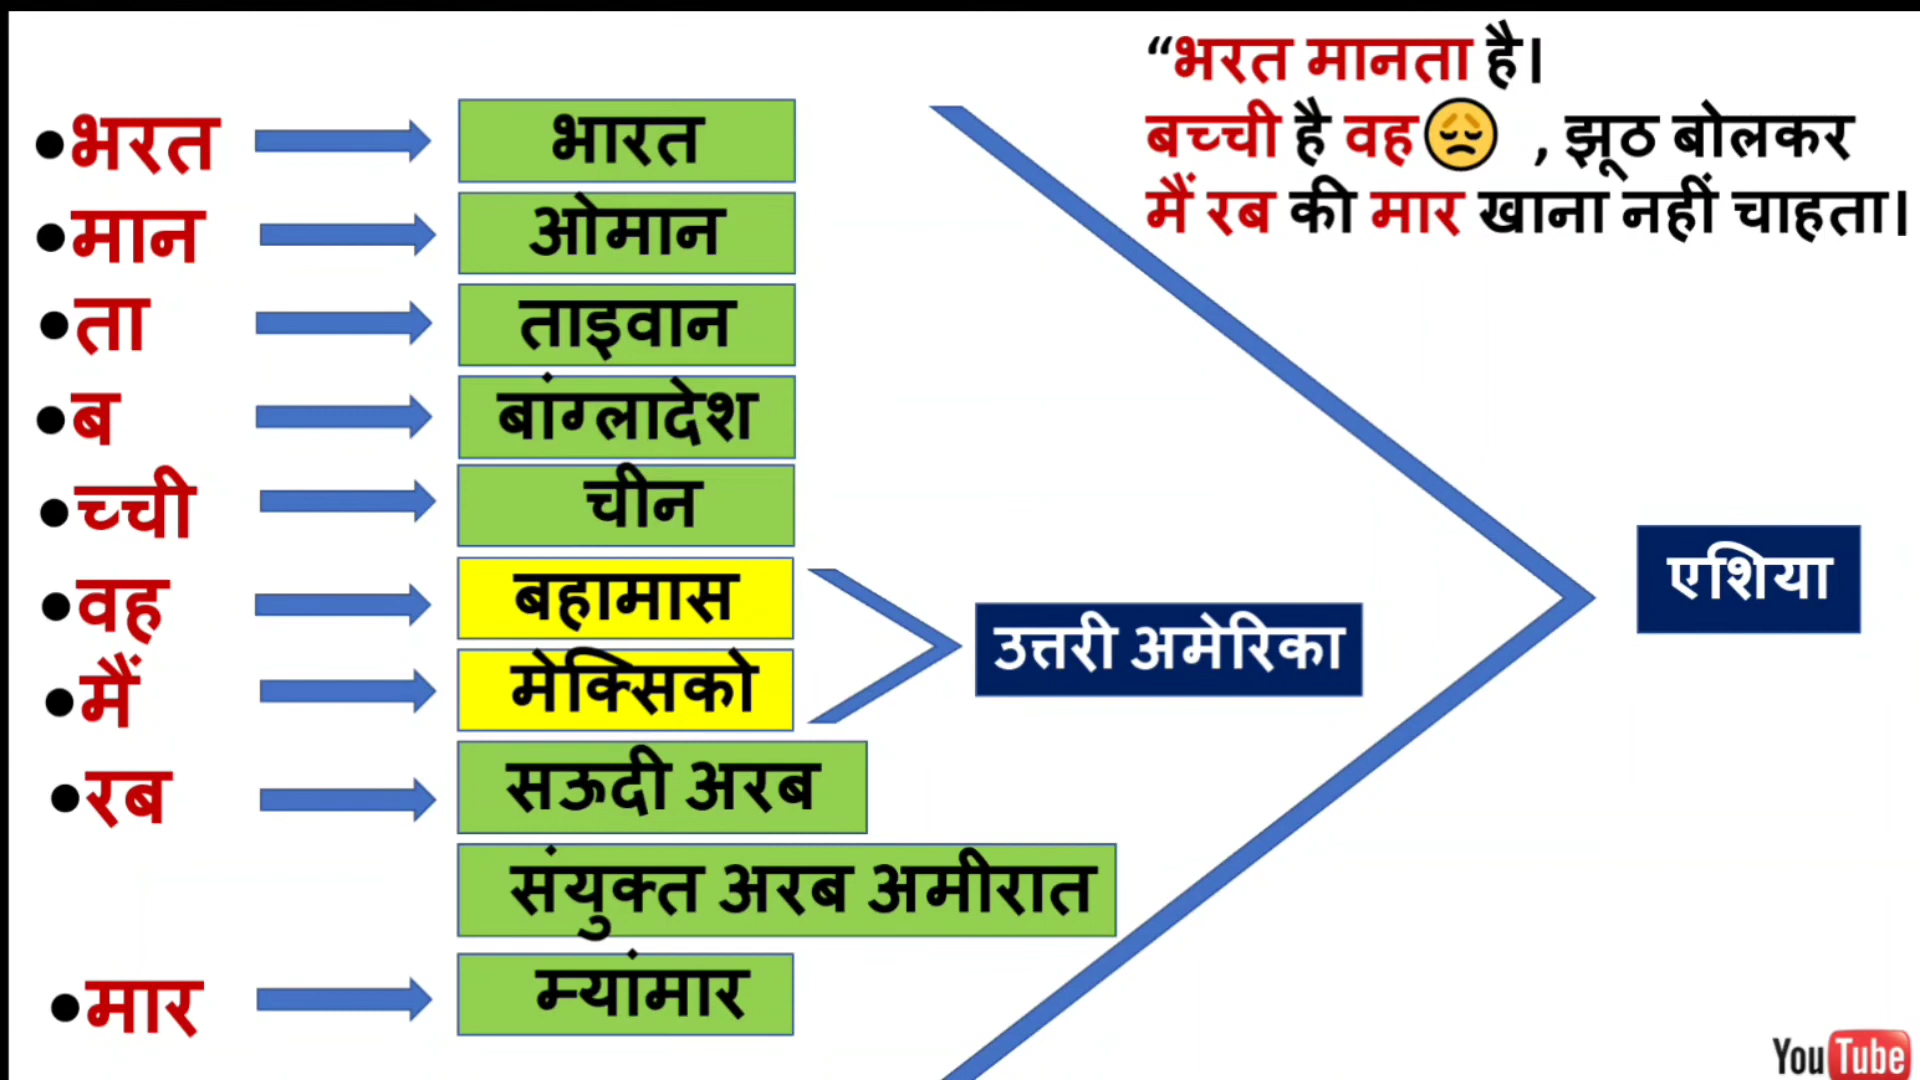 “भरत मानता है।
बच्ची है वह😔 , झूठ बोलकर
मैं रब की मार खाना नहीं चाहता।
•भरत भारत
•मान ओमान
•ता ताइवान
•ब बांग्लादेश
•च्ची चीन
•वह बहामास
•मैं मेक्सिको
उत्तरी अमेरिका
एशिया
•रब सऊदी अरब
संयुक्त अरब अमीरात
•मार म्यांमार
YouTube